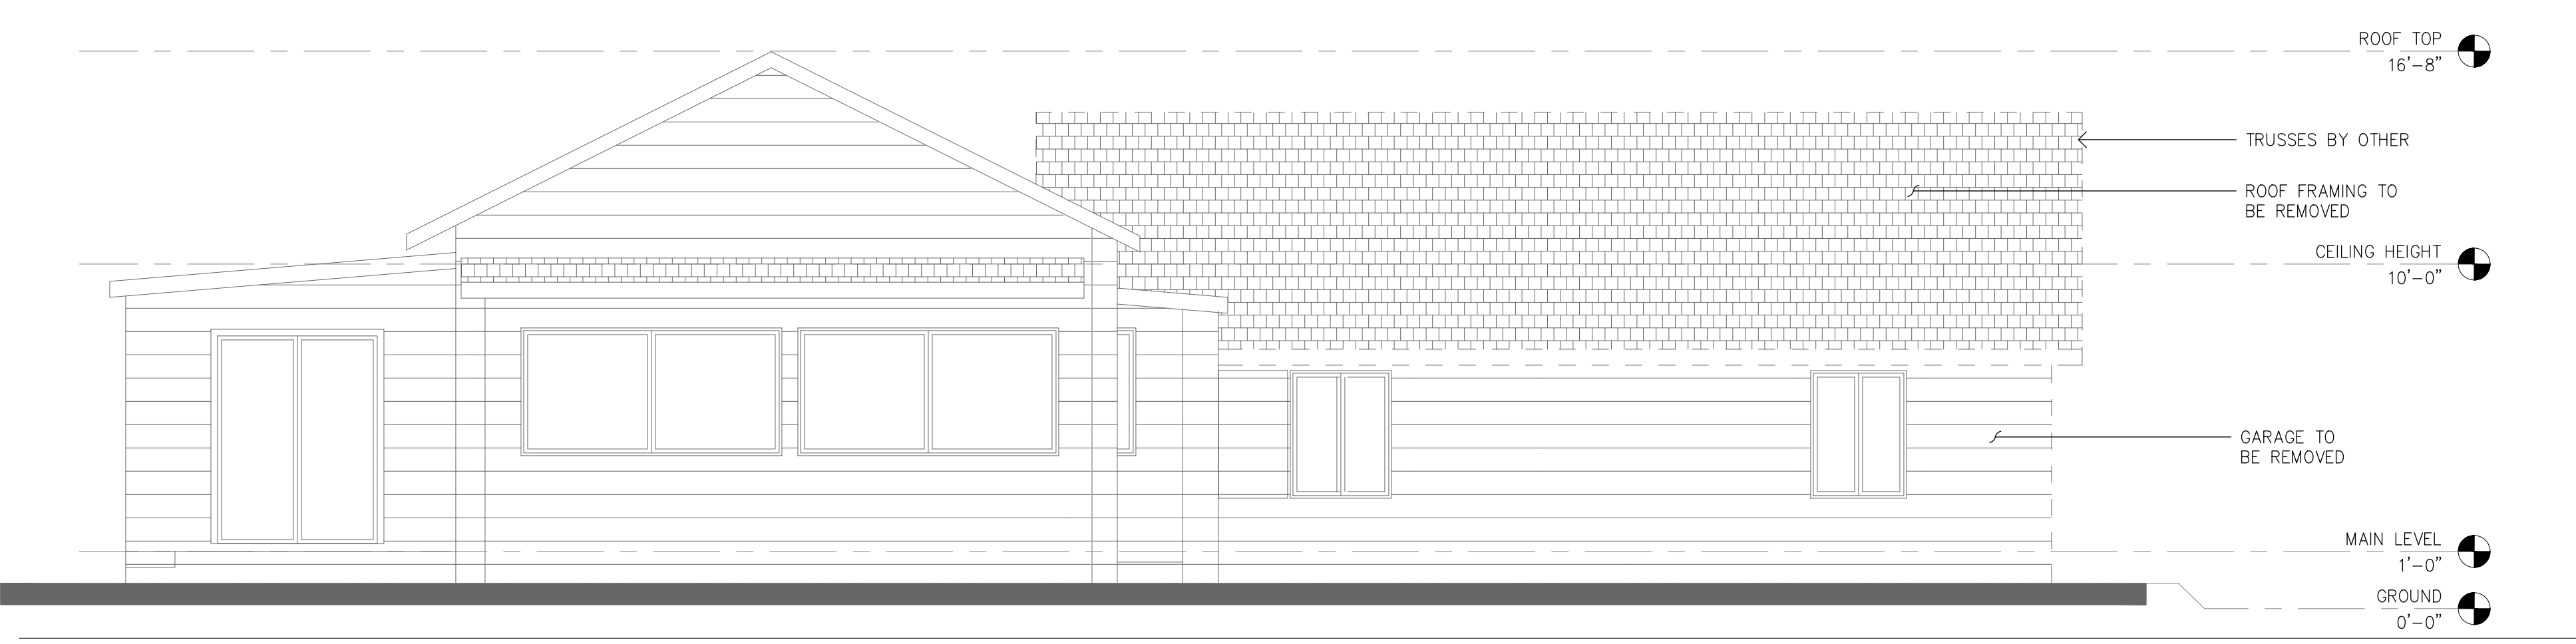 ROOF TOP
16'-8"
TRUSSES BY OTHER
ROOF FRAMING TO
BE REMOVED
CEILING HEIGHT
10'-0"
GARAGE TO
BE REMOVED
MAIN LEVEL
1'-0"
GROUND
0'-0"